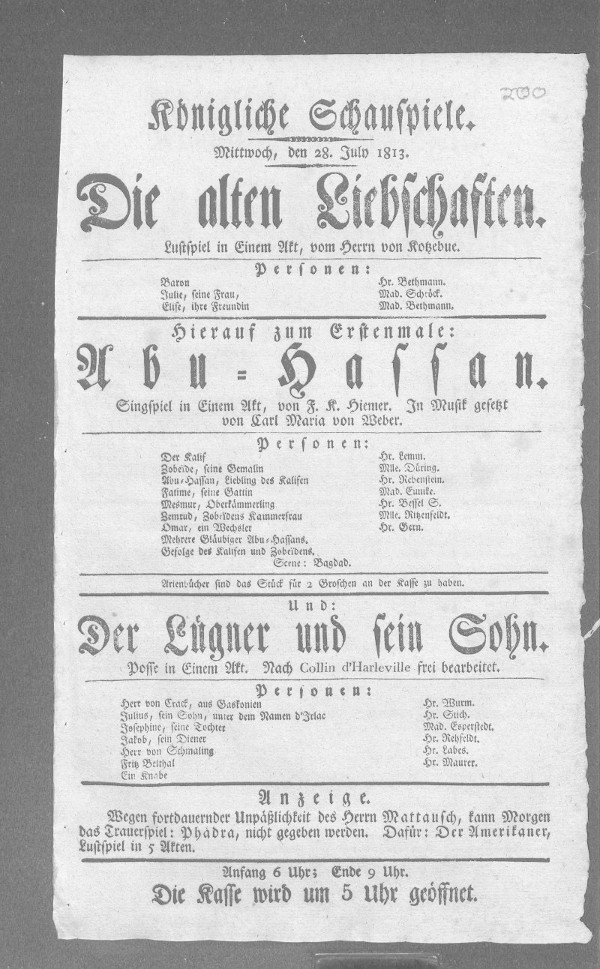 200
Königliche Schauspiele.
Mittwoch, den 28. July 1813.
Die alten Liebschaften.
Lustspiel in Einem Akt, vom Herrn von Kotzebue.
Personen:
Baron Hr. Bethmann.
Julie, seine Frau, Mad. Schröck.
Elise, ihre Freundin Mad. Bethmann.
Hierauf zum Erstenmale:
Abu-Hassan.
Singspiel in Einem Akt, von F. K. Hiemer. In Musik gesetzt
von Carl Maria von Weber.
Personen:
Der Kalif Hr. Lemm.
Zobeïde, seine Gemalin Mlle. Düring.
Abu-Hassan, Liebling des Kalifen Hr. Rebenstein.
Fatime, seine Gattin Mad. Eunike.
Mesrur, Oberkämmerling Hr. Bessel S.
Zemrud, Zobeïdens Kammerfrau Mlle. Ritzenfeldt.
Omar, ein Wechsler Hr. Gern.
Mehrere Gläubiger Abu-Hassans.
Gefolge des Kalifen und Zobeïdens.
Scene: Bagdad.
Arienbücher sind das Stück für 2 Groschen an der Kasse zu haben.
Und:
Der Lügner und sein Sohn.
Posse in Einem Akt. Nach Collin d'Harleville frei bearbeitet.
Personen:
Herr von Crack, aus Gaskonien Hr. Wurm.
Julius, sein Sohn, unter dem Namen d'Irlac Hr. Stich.
Josephine, seine Tochter Mad. Esperstedt.
Jakob, sein Diener Hr. Rehfeldt.
Herr von Schmaling Hr. Labes.
Fritz Belthal Hr. Maurer.
Ein Knabe
Anzeige.
Wegen fortdauernder Unpäßlichkeit des Herrn Mattausch, kann Morgen
das Trauerspiel: Phädra, nicht gegeben werden. Dafür: Der Amerikaner,
Lustspiel in 5 Akten.
Anfang 6 Uhr; Ende 9 Uhr.
Die Kasse wird um 5 Uhr geöffnet.